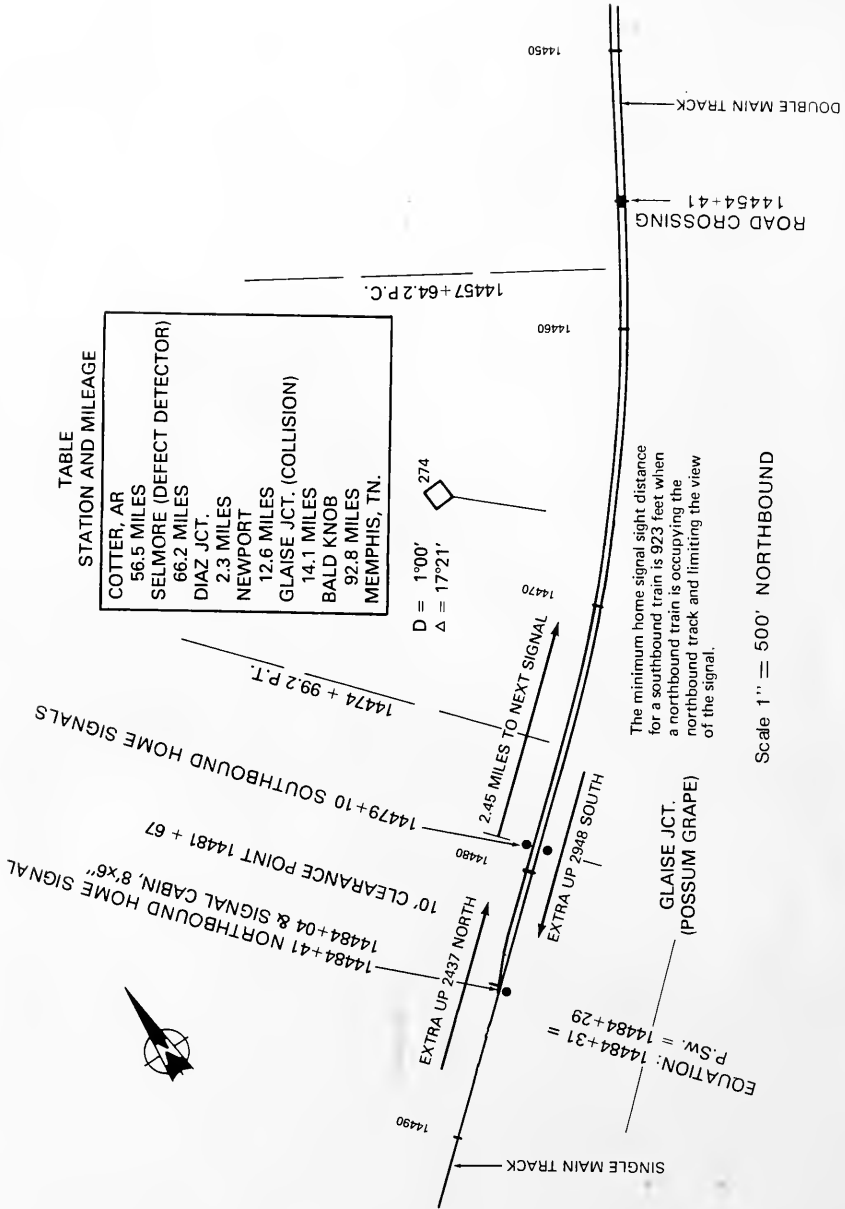 TABLE
STATION AND MILEAGE
COTTER, AR
56.5 MILES
SELMORE (DEFECT DETECTOR)
66.2 MILES
DIAZ JCT.
2.3 MILES
NEWPORT
12.6 MILES
GLAISE JCT. (COLLISION)
14.1 MILES
BALD KNOB
92.8 MILES
MEMPHIS, TN.
D = 1°00'
Δ = 17°21'
274
14450
DOUBLE MAIN TRACK
ROAD CROSSING
14454+41
14457+64.2 P.C.
14460
14470
14474 + 99.2 P.T.
2.45 MILES TO NEXT SIGNAL
14479+10 SOUTHBOUND HOME SIGNALS
14480
10' CLEARANCE POINT 14481 + 67
14484+04 & SIGNAL CABIN, 8'x6"
14484+41 NORTHBOUND HOME SIGNAL
EXTRA UP 2437 NORTH
EXTRA UP 2948 SOUTH
14490
SINGLE MAIN TRACK
EQUATION: 14484+31 =
P.Sw. = 14484+29
GLAISE JCT.
(POSSUM GRAPE)
The minimum home signal sight distance
for a southbound train is 923 feet when
a northbound train is occupying the
northbound track and limiting the view
of the signal.
Scale 1" = 500' NORTHBOUND